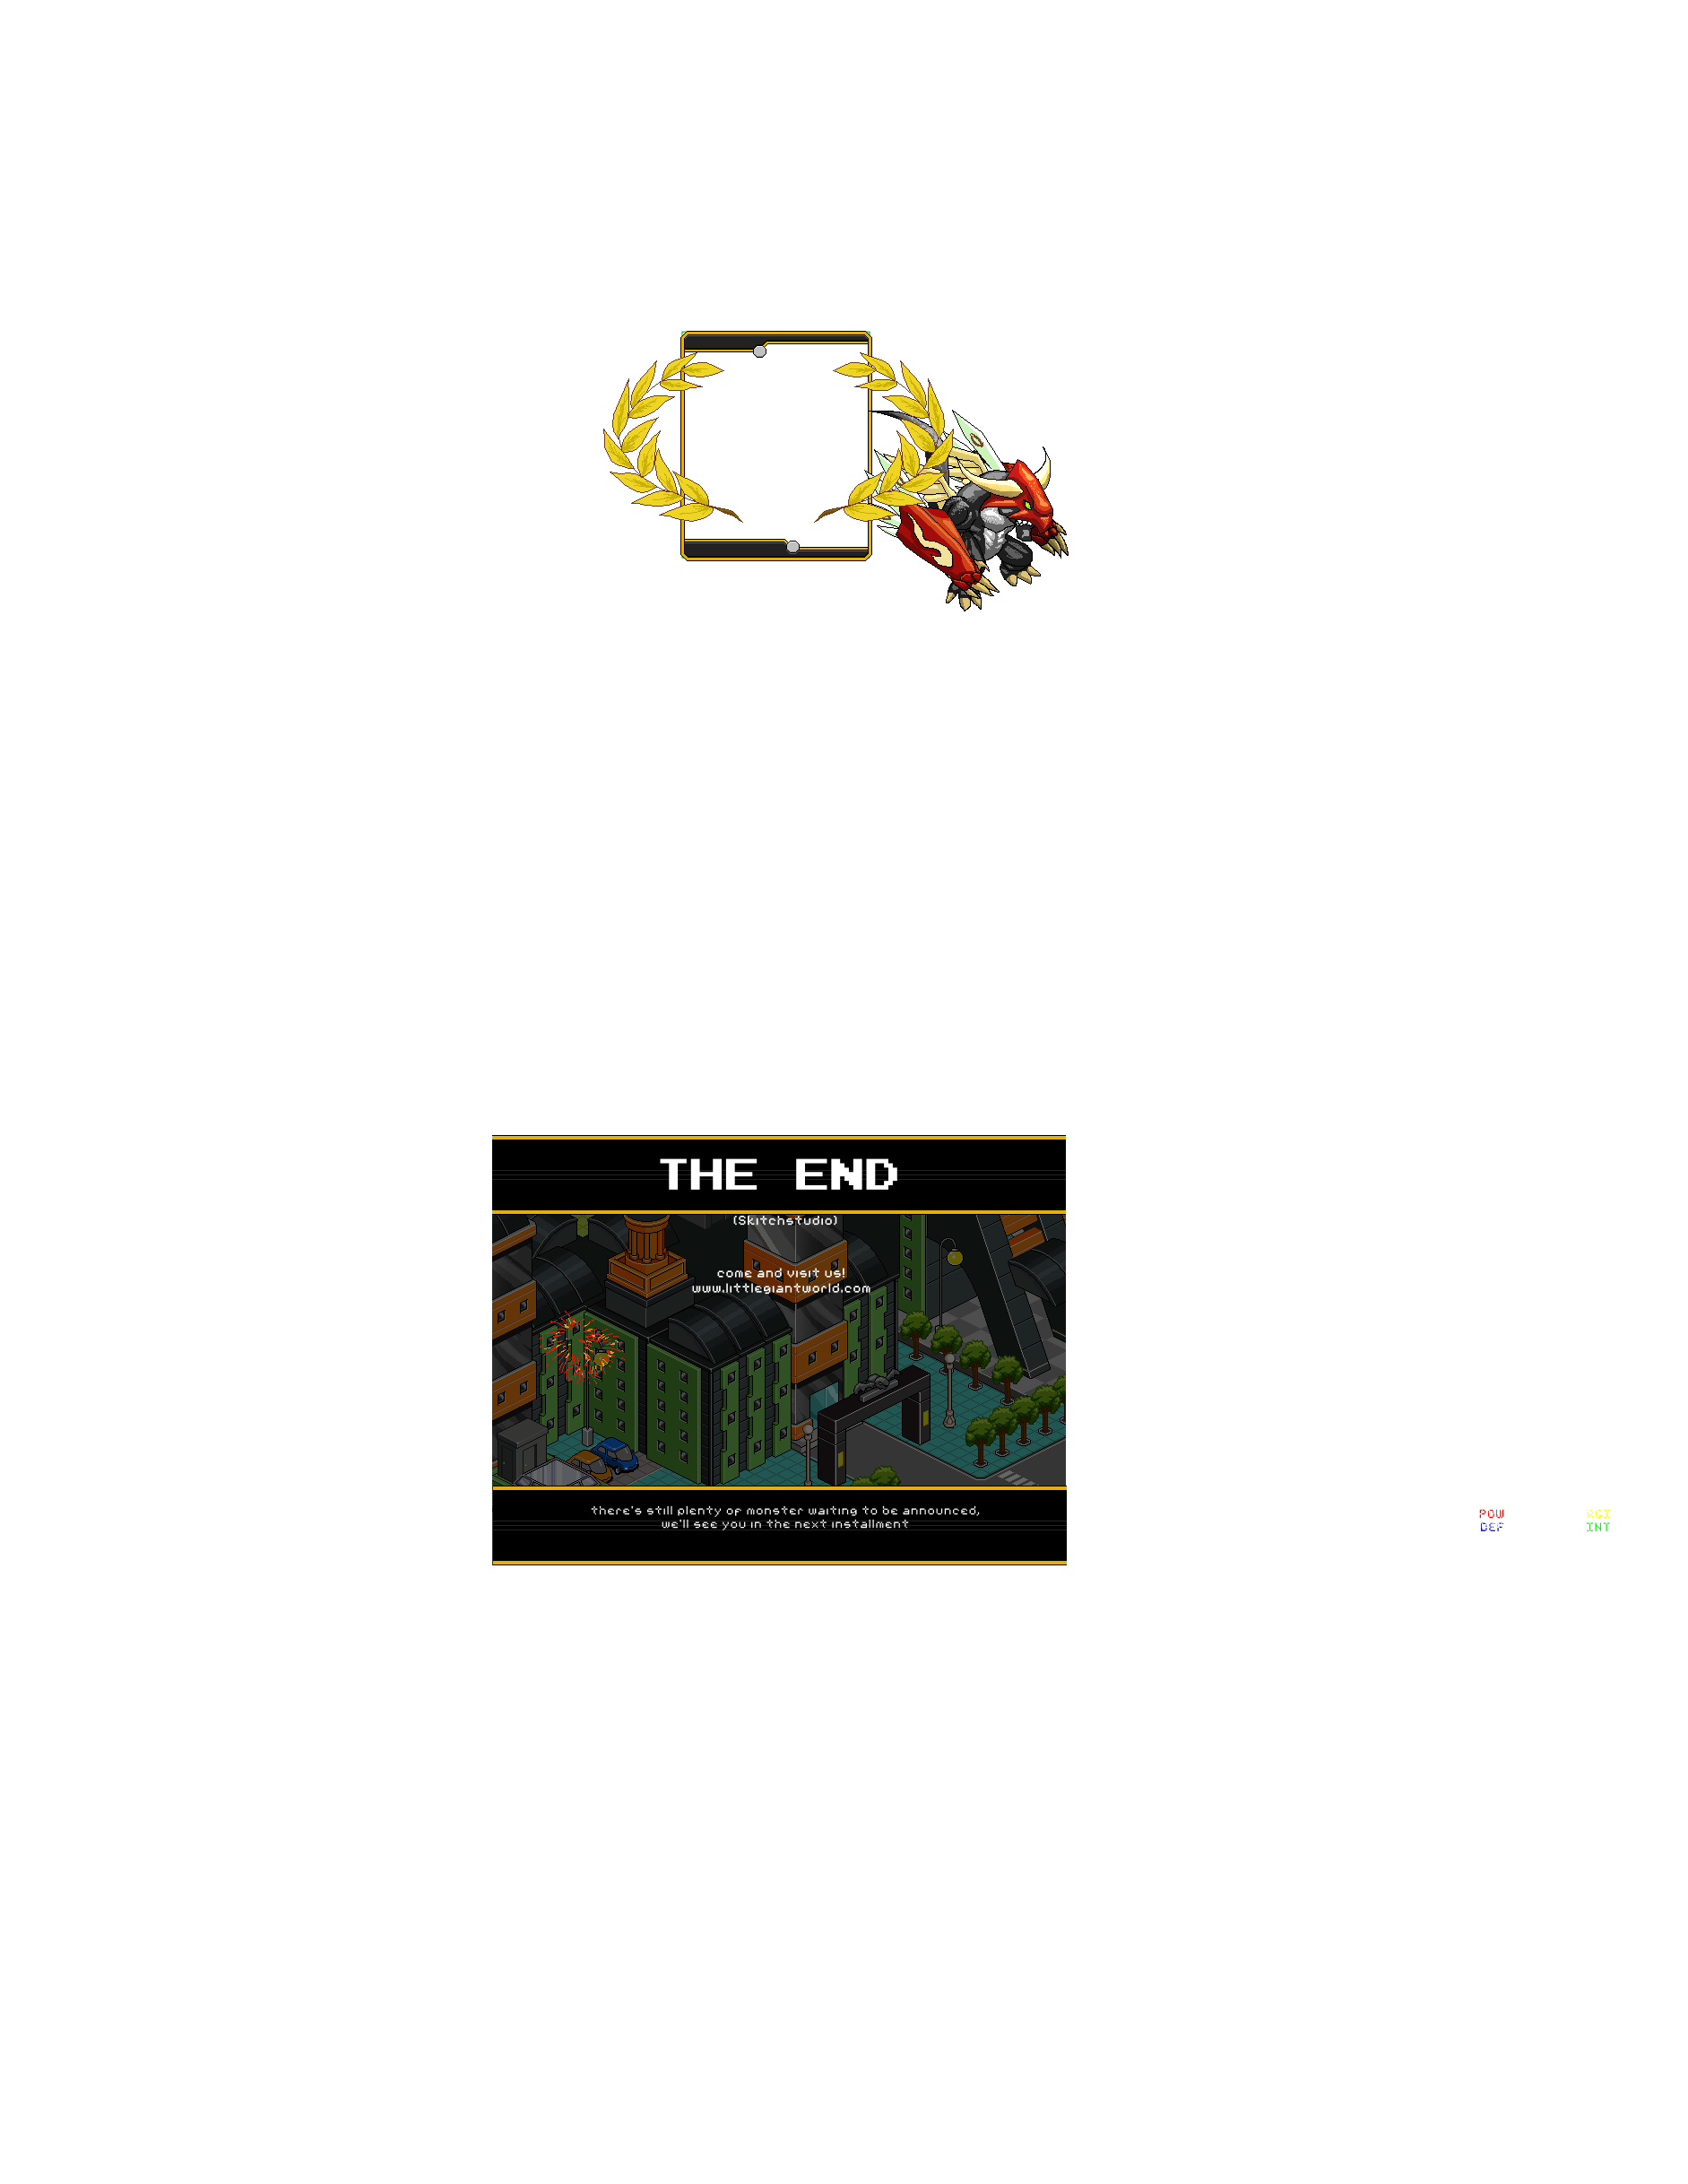 THE END
(Skitchstudio)
come and visit us!
www.littlegiantworld.com
there's still plenty of monster waiting to be announced,
we'll see you in the next installment
POW AGI
DEF INT